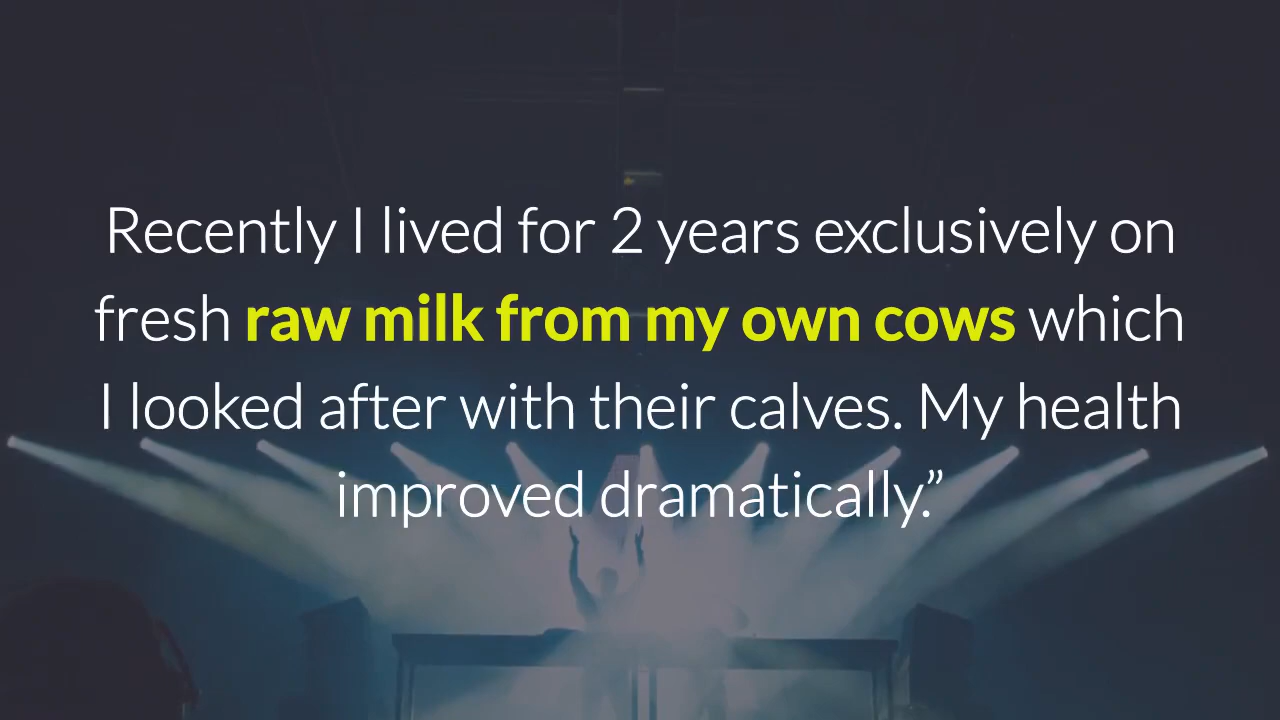 Recently I lived for 2 years exclusively on
fresh raw milk from my own cows which
I looked after with their calves. My health
improved dramatically.”